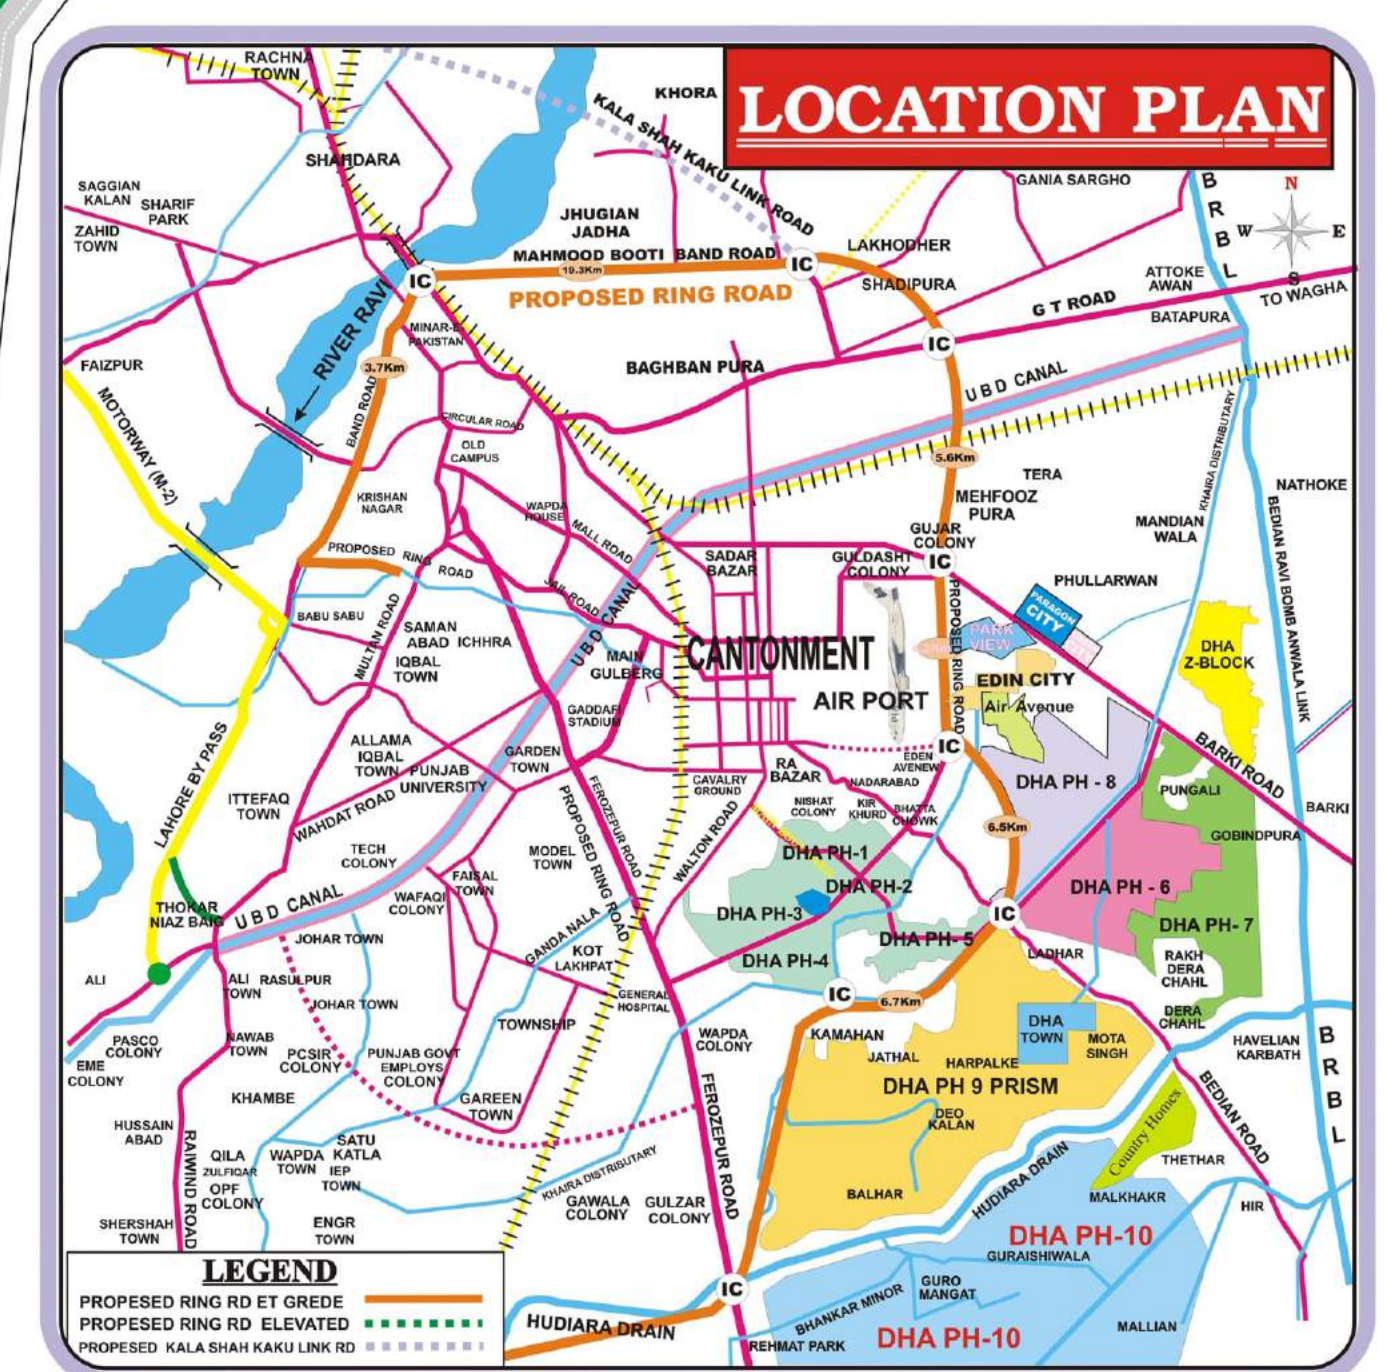 LOCATION PLAN
RACHNA
TOWN
SHAHDARA
KHORA
KALA SHAH KAKU LINK ROAD
GANIA SARGHO
B
R
B
L
N
W
E
S
SAGGIAN
KALAN
SHARIF
PARK
ZAHID
TOWN
JHUGIAN
JADHA
MAHMOOD BOOTI BAND ROAD
IC
IC
19.3Km
PROPOSED RING ROAD
LAKHODHER
SHADIPURA
ATTOKE
AWAN
TO WAGHA
G T ROAD
BATAPURA
RIVER RAVI
MINAR-E-
PAKISTAN
IC
FAIZPUR
3.7Km
BAGHBAN PURA
U B D CANAL
MOTORWAY (M-2)
BAND ROAD
CIRCULAR ROAD
OLD
CAMPUS
5.6Km
TERA
KHAIRA DISTRIBUTARY
NATHOKE
KRISHAN
NAGAR
WAPDA
HOUSE
MALL ROAD
MEHFOOZ
PURA
MANDIAN
WALA
BEDIAN RAVI BOMB ANWALA LINK
GUJAR
COLONY
IC
PROPOSED RING ROAD
SADAR
BAZAR
GULDASHT
COLONY
PHULLARWAN
JAIL ROAD
PARAGON
CITY
CITY
BABU SABU
MULTAN ROAD
SAMAN
ABAD
ICHHRA
U B D CANAL
PROPOSED RING ROAD
PARK
VIEW
IQBAL
TOWN
MAIN
GULBERG
CANTONMENT
DHA
Z-BLOCK
EDIN CITY
AIR PORT
Air Avenue
GADDAFI
STADIUM
LAHORE BY PASS
ALLAMA
IQBAL
TOWN
PUNJAB
UNIVERSITY
GARDEN
TOWN
IC
EDEN
AVENEW
BARKI ROAD
RA
BAZAR
CAVALRY
GROUND
NADARABAD
DHA PH - 8
PUNGALI
ITTEFAQ
TOWN
WAHDAT ROAD
PROPOSED RING ROAD
FEROZEPUR ROAD
WALTON ROAD
NISHAT
COLONY
KIR
KHURD
BHATTA
CHOWK
6.5Km
BARKI
GOBINDPURA
TECH
COLONY
MODEL
TOWN
DHA PH-1
FAISAL
TOWN
DHA PH-2
DHA PH - 6
WAFAQI
COLONY
THOKAR
NIAZ BAIG
U B D CANAL
DHA PH-3
IC
DHA PH- 7
JOHAR TOWN
GANDA NALA
DHA PH- 5
KOT
LAKHPAT
DHA PH-4
LADHAR
RAKH
DERA
CHAHL
ALI
ALI
TOWN
RASULPUR
JOHAR TOWN
GENERAL
HOSPITAL
IC
6.7Km
DERA
CHAHL
TOWNSHIP
DHA
TOWN
PASCO
COLONY
NAWAB
TOWN
PCSIR
COLONY
PUNJAB GOVT
EMPLOYS
COLONY
WAPDA
COLONY
KAMAHAN
MOTA
SINGH
HAVELIAN
KARBATH
B
R
B
L
JATHAL
HARPALKE
EME
COLONY
DHA PH 9 PRISM
KHAMBE
GAREEN
TOWN
FEROZEPUR ROAD
DEO
KALAN
Country Homes
BEDIAN ROAD
HUSSAIN
ABAD
RAIWIND ROAD
QILA
ZULFIQAR
OPF
COLONY
WAPDA
TOWN
SATU
KATLA
IEP
TOWN
KHAIRA DISTRIBUTARY
HUDIARA DRAIN
THETHAR
GAWALA
COLONY
GULZAR
COLONY
BALHAR
MALKHAKR
HIR
SHERSHAH
TOWN
ENGR
TOWN
DHA PH-10
GURAISHIWALA
LEGEND
PROPESED RING RD ET GREDE
PROPESED RING RD ELEVATED
PROPESED KALA SHAH KAKU LINK RD
IC
GURO
MANGAT
BHANKAR MINOR
HUDIARA DRAIN
REHMAT PARK
DHA PH-10
MALLIAN